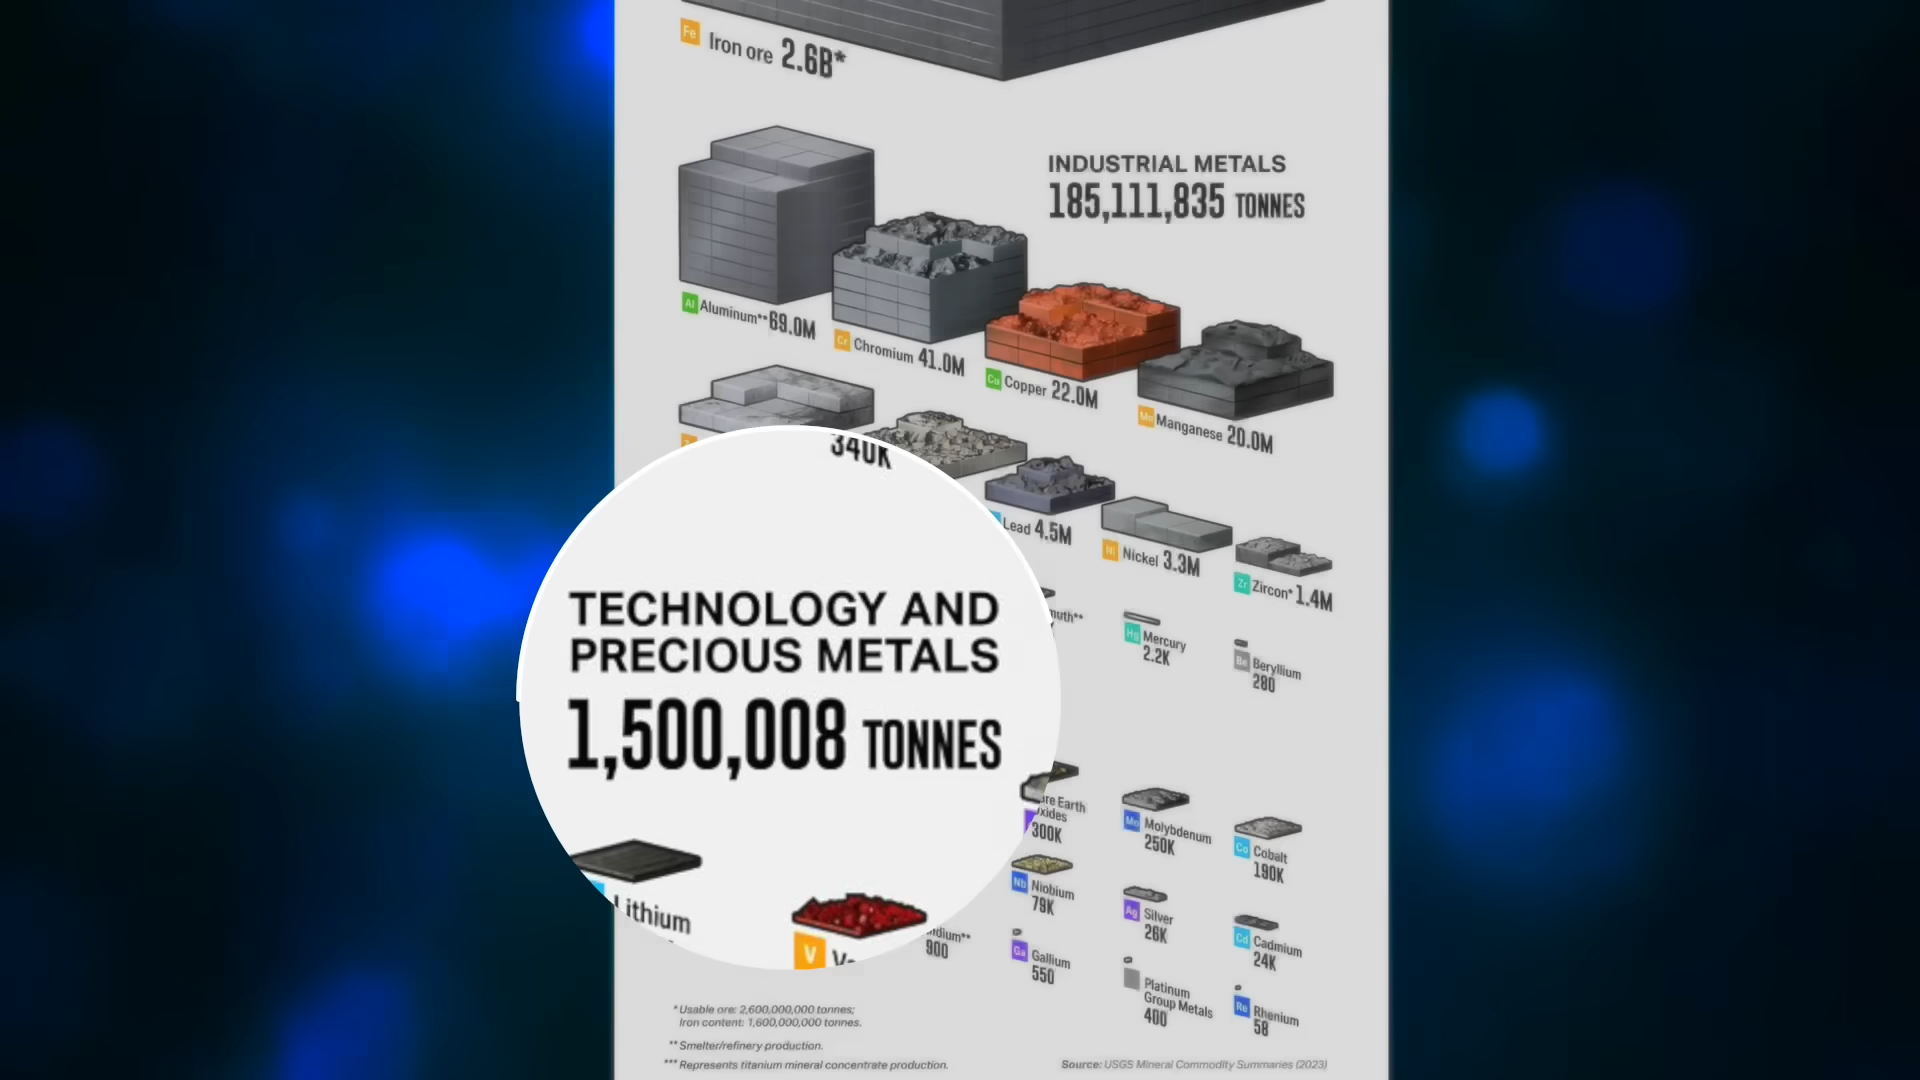 Fe Iron ore 2.6B*
INDUSTRIAL METALS
185,111,835 TONNES
Al Aluminum** 69.0M
Cr Chromium 41.0M
Cu Copper 22.0M
Mn Manganese 20.0M
340K
Lead 4.5M
Ni Nickel 3.3M
Zr Zircon* 1.4M
Hg Mercury
2.2K
Be Beryllium
280
TECHNOLOGY AND
PRECIOUS METALS
1,500,008 TONNES
Earth
300K
Mo Molybdenum
250K
Co Cobalt
190K
Lithium
V
Nb Niobium
79K
Ag Silver
26K
Cd Cadmium
24K
900
Ga Gallium
550
Platinum
Group Metals
400
Re Rhenium
58
* Usable ore: 2,600,000,000 tonnes;
Iron content: 1,600,000,000 tonnes.
** Smelter/refinery production.
*** Represents titanium mineral concentrate production.
Source: USGS Mineral Commodity Summaries (2023)